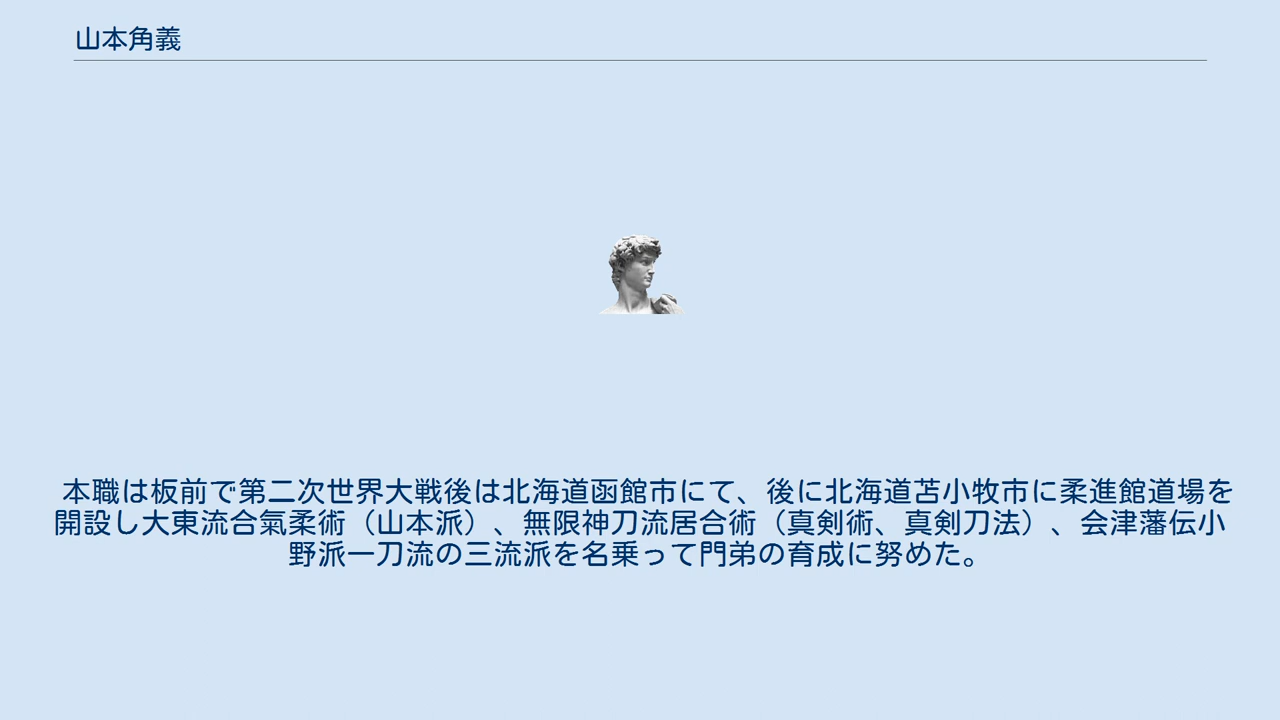 山本角義
本職は板前で第二次世界大戦後は北海道函館市にて、後に北海道苫小牧市に柔進館道場を
開設し大東流合氣柔術（山本派）、無限神刀流居合術（真剣術、真剣刀法）、会津藩伝小
野派一刀流の三流派を名乗って門弟の育成に努めた。